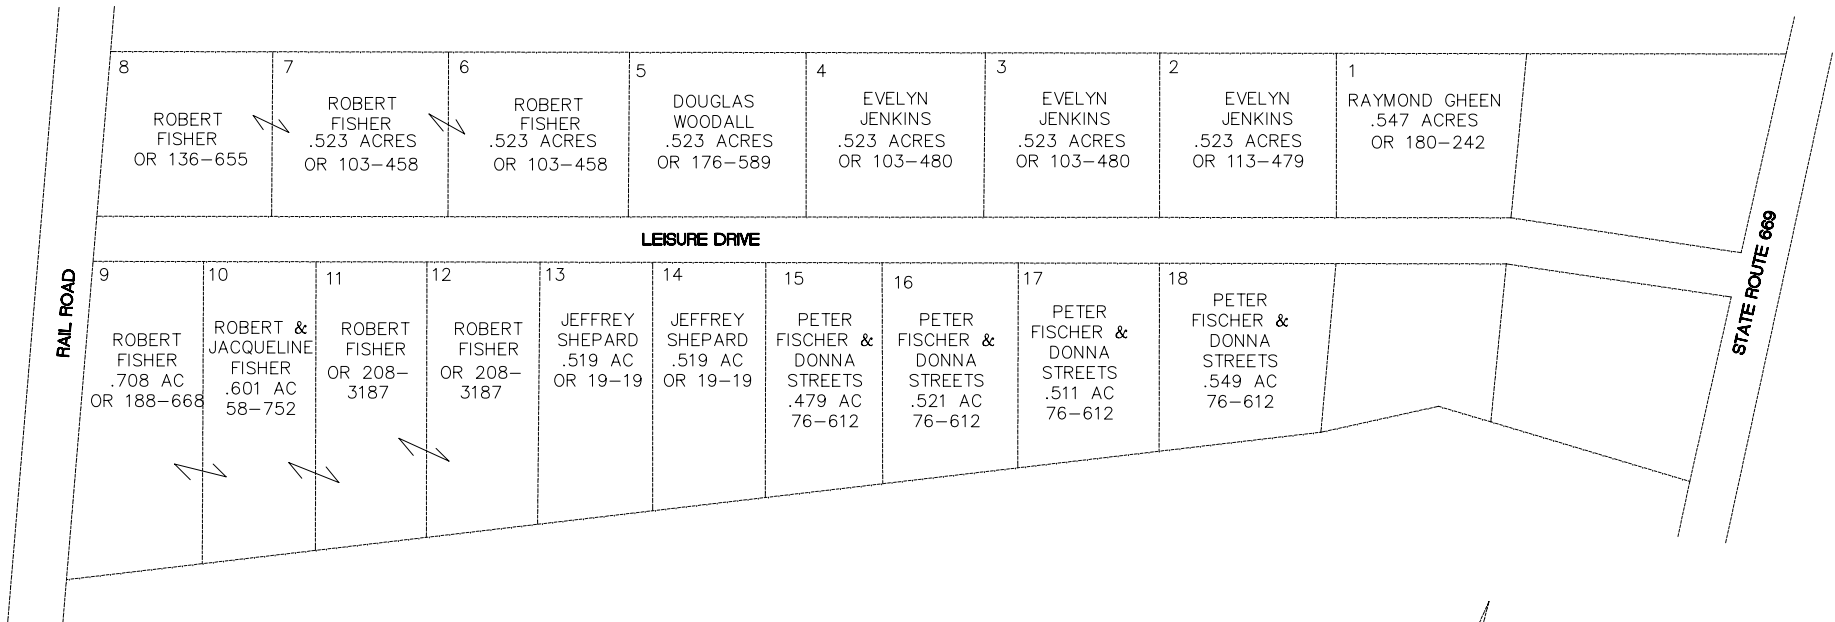 8
ROBERT
FISHER
OR 136-655
7
ROBERT
FISHER
.523 ACRES
OR 103-458
6
ROBERT
FISHER
.523 ACRES
OR 103-458
5
DOUGLAS
WOODALL
.523 ACRES
OR 176-589
4
EVELYN
JENKINS
.523 ACRES
OR 103-480
3
EVELYN
JENKINS
.523 ACRES
OR 103-480
2
EVELYN
JENKINS
.523 ACRES
OR 113-479
1
RAYMOND GHEEN
.547 ACRES
OR 180-242
LEISURE DRIVE
RAIL ROAD
STATE ROUTE 669
9
ROBERT
FISHER
.708 AC
OR 188-668
10
ROBERT &
JACQUELINE
FISHER
.601 AC
58-752
11
ROBERT
FISHER
OR 208-
3187
12
ROBERT
FISHER
OR 208-
3187
13
JEFFREY
SHEPARD
.519 AC
OR 19-19
14
JEFFREY
SHEPARD
.519 AC
OR 19-19
15
PETER
FISCHER &
DONNA
STREETS
.479 AC
76-612
16
PETER
FISCHER &
DONNA
STREETS
.521 AC
76-612
17
PETER
FISCHER &
DONNA
STREETS
.511 AC
76-612
18
PETER
FISCHER &
DONNA
STREETS
.549 AC
76-612